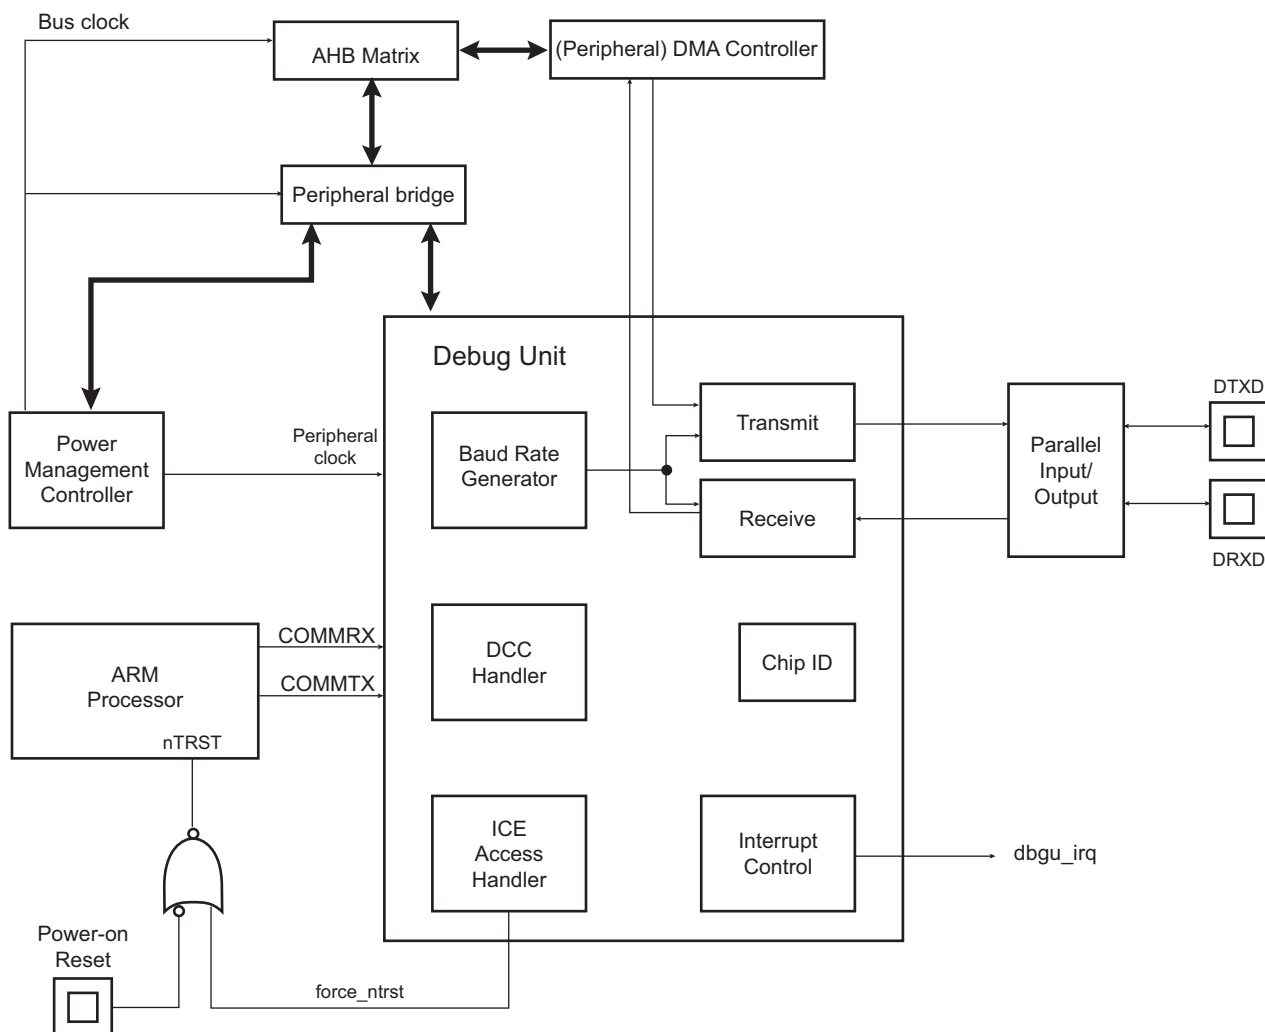 Bus clock
AHB Matrix
(Peripheral) DMA Controller
Peripheral bridge
Debug Unit
Power
Management
Controller
Peripheral
clock
Baud Rate
Generator
Transmit
Receive
Parallel
Input/
Output
DTXD
DRXD
ARM
Processor
nTRST
COMMRX
COMMTX
DCC
Handler
Chip ID
ICE
Access
Handler
Interrupt
Control
dbgu_irq
Power-on
Reset
force_ntrst